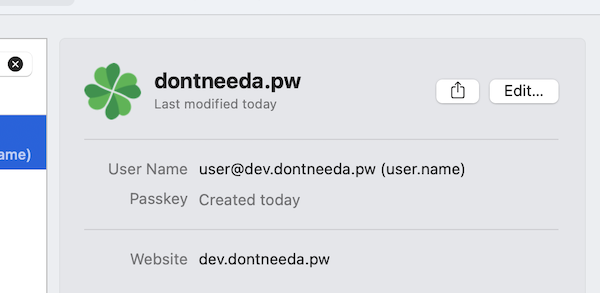 dontneeda.pw
Last modified today
Edit...
ame)
User Name user@dev.dontneeda.pw (user.name)
Passkey Created today
Website dev.dontneeda.pw